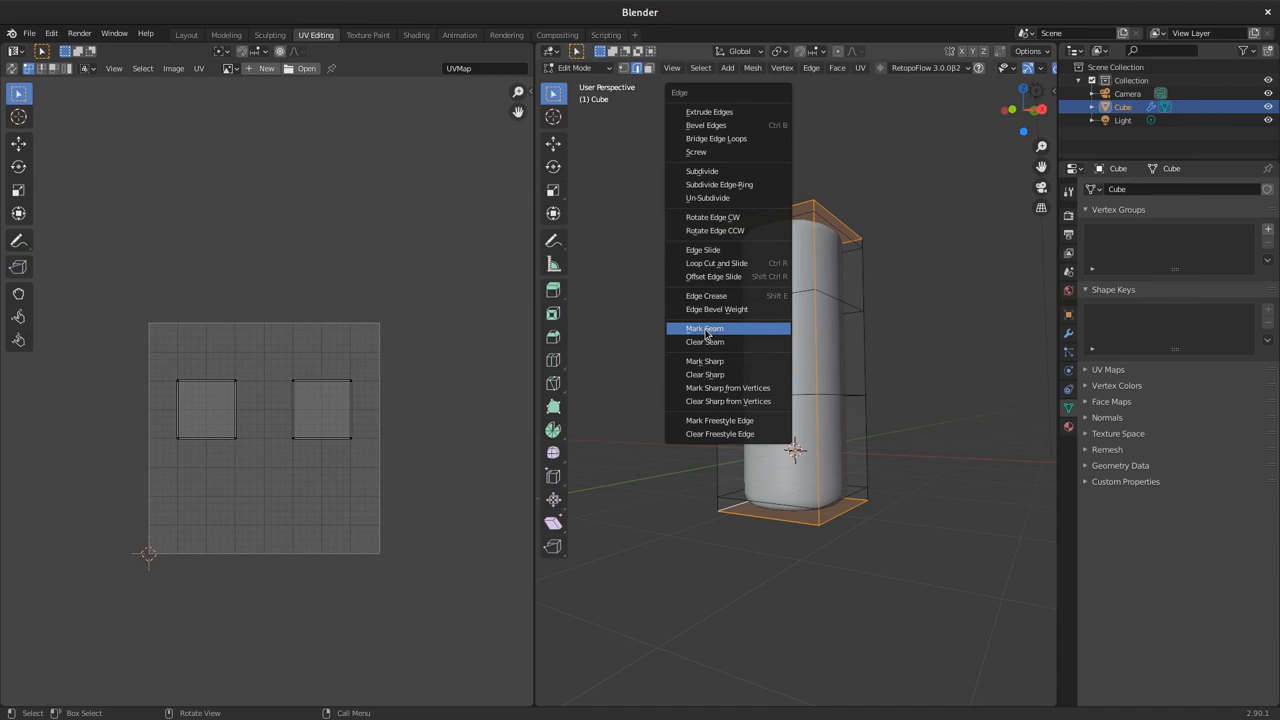 Blender
File Edit Render Window Help
Layout Modeling Sculpting UV Editing Texture Paint Shading Animation Rendering Compositing Scripting
Scene
View Layer
Global
Options
X Y Z
View Select Image UV
New
Open
UVMap
Edit Mode
View Select Add Mesh Vertex Edge Face UV
RetopoFlow 3.0.0β2
User Perspective
(1) Cube
Edge
Extrude Edges
Bevel Edges Ctrl B
Bridge Edge Loops
Screw
Subdivide
Subdivide Edge-Ring
Un-Subdivide
Rotate Edge CW
Rotate Edge CCW
Edge Slide
Loop Cut and Slide Ctrl R
Offset Edge Slide Shift Ctrl R
Edge Crease Shift E
Edge Bevel Weight
Mark Seam
Clear Seam
Mark Sharp
Clear Sharp
Mark Sharp from Vertices
Clear Sharp from Vertices
Mark Freestyle Edge
Clear Freestyle Edge
Z
X
Scene Collection
Collection
Camera
Cube
Light
Cube
Cube
Cube
Vertex Groups
Shape Keys
UV Maps
Vertex Colors
Face Maps
Normals
Texture Space
Remesh
Geometry Data
Custom Properties
Select
Box Select
Rotate View
Call Menu
2.90.1